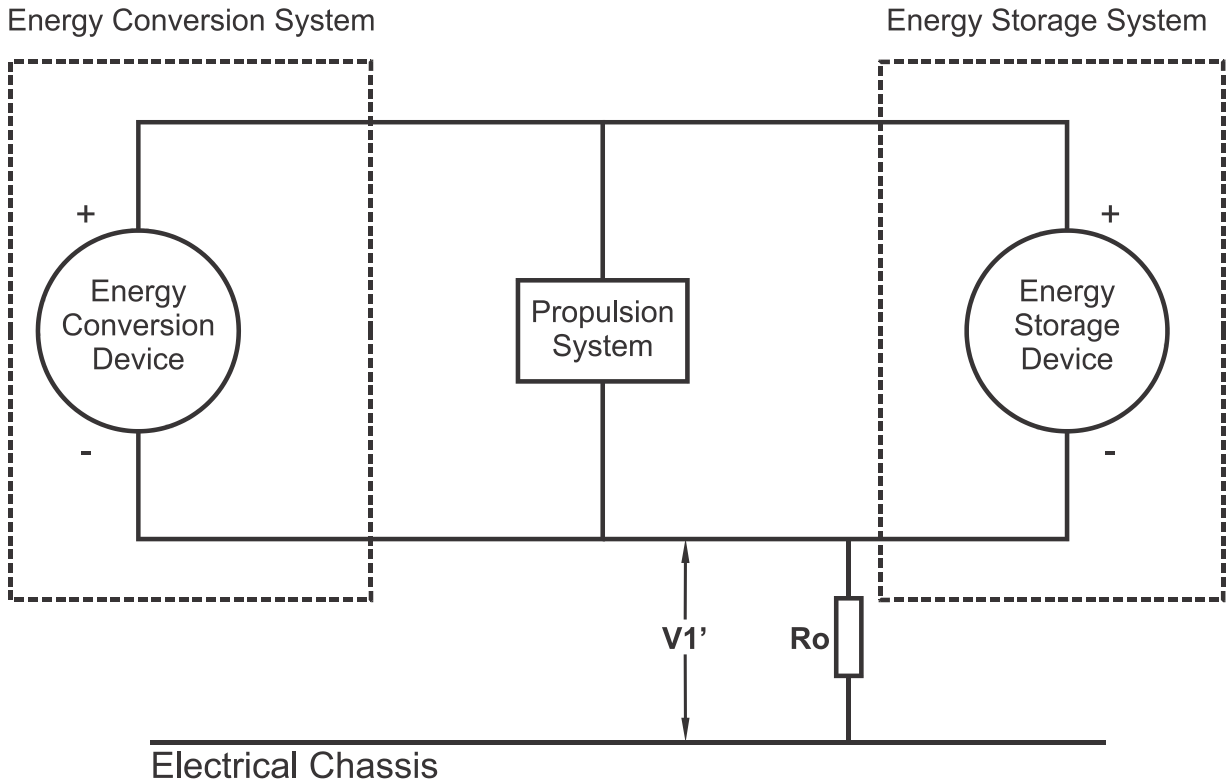 Energy Conversion System
Energy Storage System
+
+
Energy
Conversion
Device
Propulsion
System
Energy
Storage
Device
-
-
V1’
Ro
Electrical Chassis